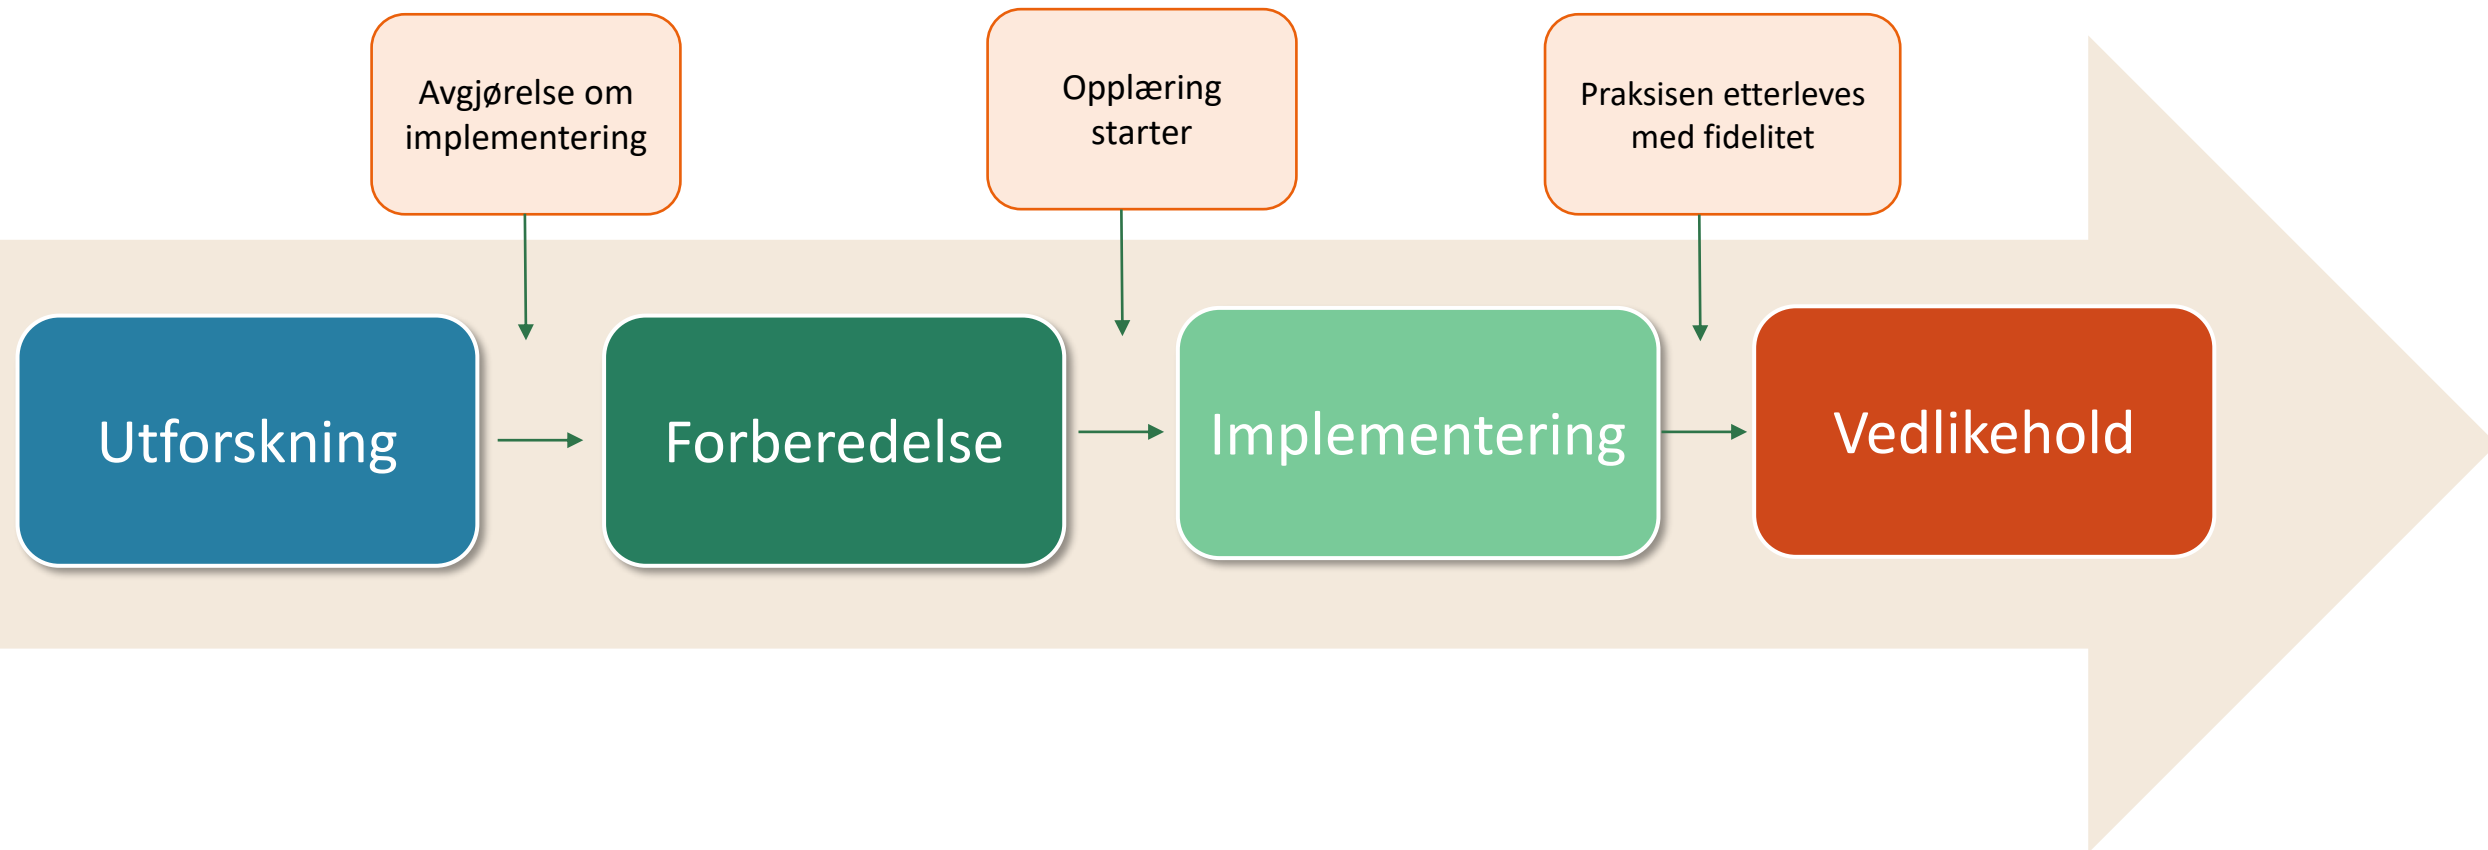 Avgjørelse om
implementering
Opplæring
starter
Praksisen etterleves
med fidelitet
Utforskning
Forberedelse
Implementering
Vedlikehold